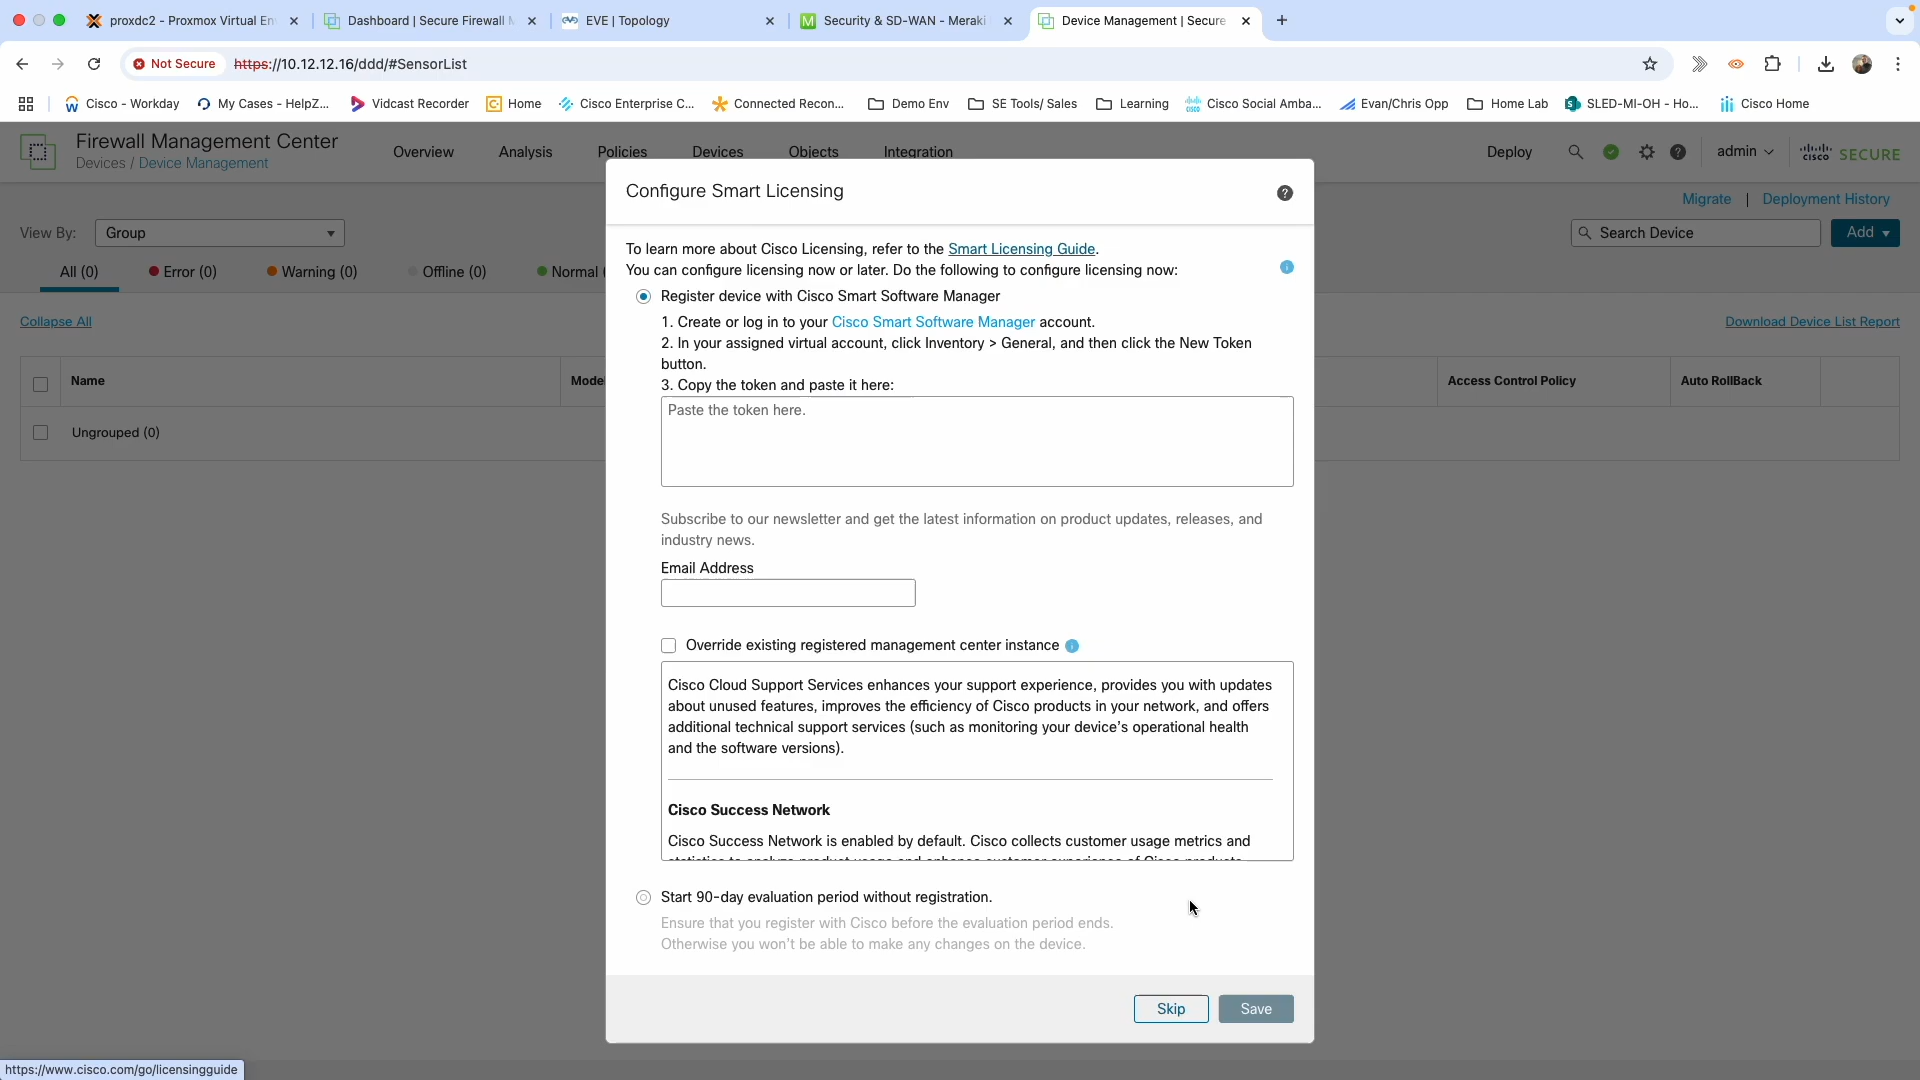 proxdc2 - Proxmox Virtual En
Dashboard | Secure Firewall M
EVE | Topology
Security & SD-WAN - Meraki
Device Management | Secure
Not Secure
https://10.12.12.16/ddd/#SensorList
Cisco - Workday
My Cases - HelpZ...
Vidcast Recorder
Home
Cisco Enterprise C...
Connected Recon...
Demo Env
SE Tools/ Sales
Learning
Cisco Social Amba...
Evan/Chris Opp
Home Lab
SLED-MI-OH - Ho...
Cisco Home
Firewall Management Center
Devices / Device Management
Overview
Analysis
Policies
Devices
Objects
Integration
Deploy
admin
CISCO SECURE
Migrate | Deployment History
View By:
Group
Search Device
Add
All (0)
Error (0)
Warning (0)
Offline (0)
Normal (
Collapse All
Download Device List Report
Name
Model
Access Control Policy
Auto RollBack
Ungrouped (0)
Configure Smart Licensing
To learn more about Cisco Licensing, refer to the Smart Licensing Guide.
You can configure licensing now or later. Do the following to configure licensing now:
Register device with Cisco Smart Software Manager
1. Create or log in to your Cisco Smart Software Manager account.
2. In your assigned virtual account, click Inventory > General, and then click the New Token
button.
3. Copy the token and paste it here:
Paste the token here.
Subscribe to our newsletter and get the latest information on product updates, releases, and
industry news.
Email Address
Override existing registered management center instance
Cisco Cloud Support Services enhances your support experience, provides you with updates
about unused features, improves the efficiency of Cisco products in your network, and offers
additional technical support services (such as monitoring your device's operational health
and the software versions).
Cisco Success Network
Cisco Success Network is enabled by default. Cisco collects customer usage metrics and
statistics to analyze product usage and enhance customer experience of Cisco products
Start 90-day evaluation period without registration.
Ensure that you register with Cisco before the evaluation period ends.
Otherwise you won't be able to make any changes on the device.
Skip
Save
https://www.cisco.com/go/licensingguide